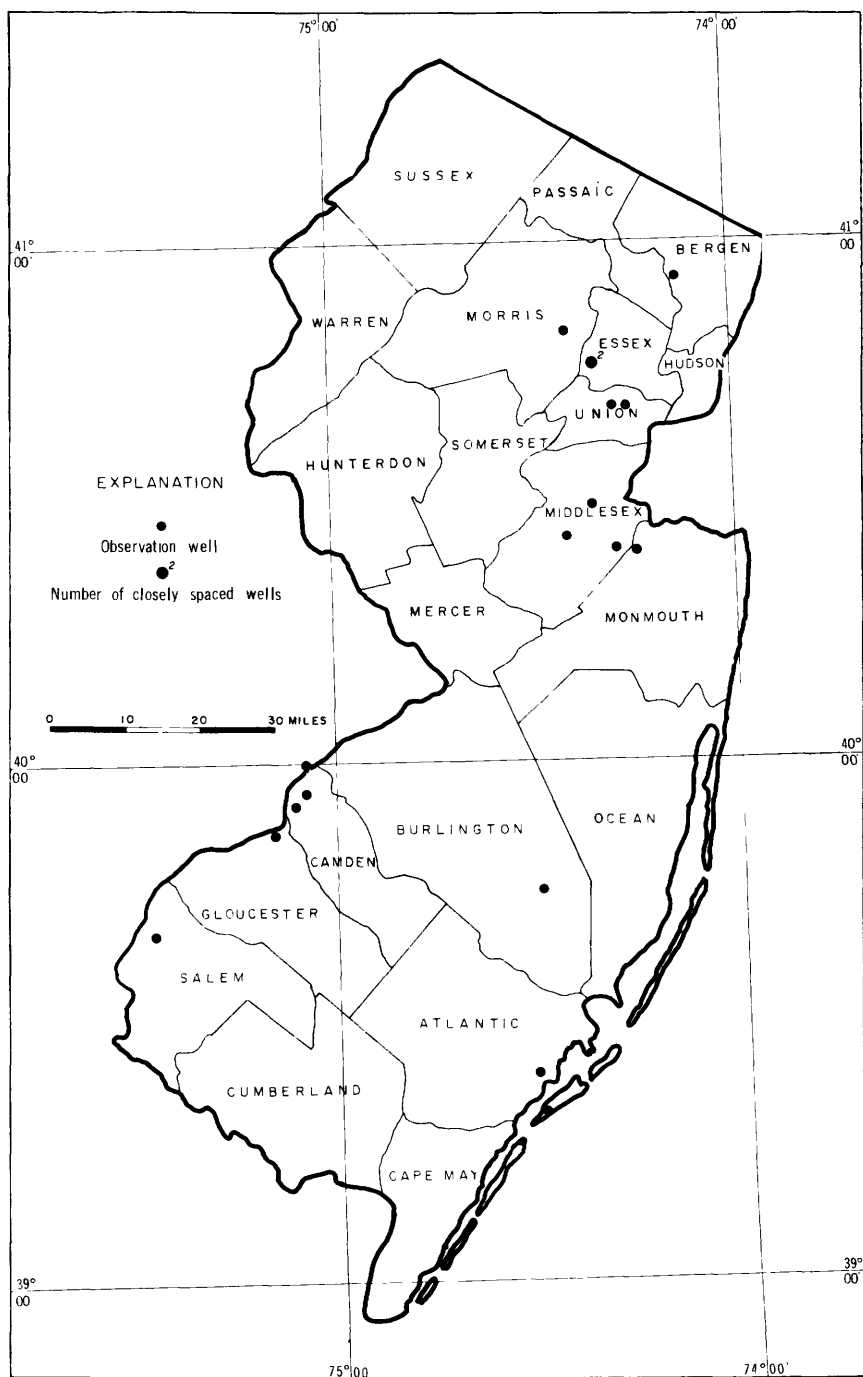 75° 00'
74° 00'
SUSSEX
PASSAIC
41° 00'
41° 00'
BERGEN
WARREN
MORRIS
ESSEX
2
HUDSON
UNION
SOMERSET
HUNTERDON
EXPLANATION
MIDDLESEX
Observation well
2
Number of closely spaced wells
MERCER
MONMOUTH
0 10 20 30 MILES
40° 00'
40° 00'
BURLINGTON
OCEAN
CAMDEN
GLOUCESTER
SALEM
ATLANTIC
CUMBERLAND
CAPE MAY
39° 00'
39° 00'
75°00
74° 00'